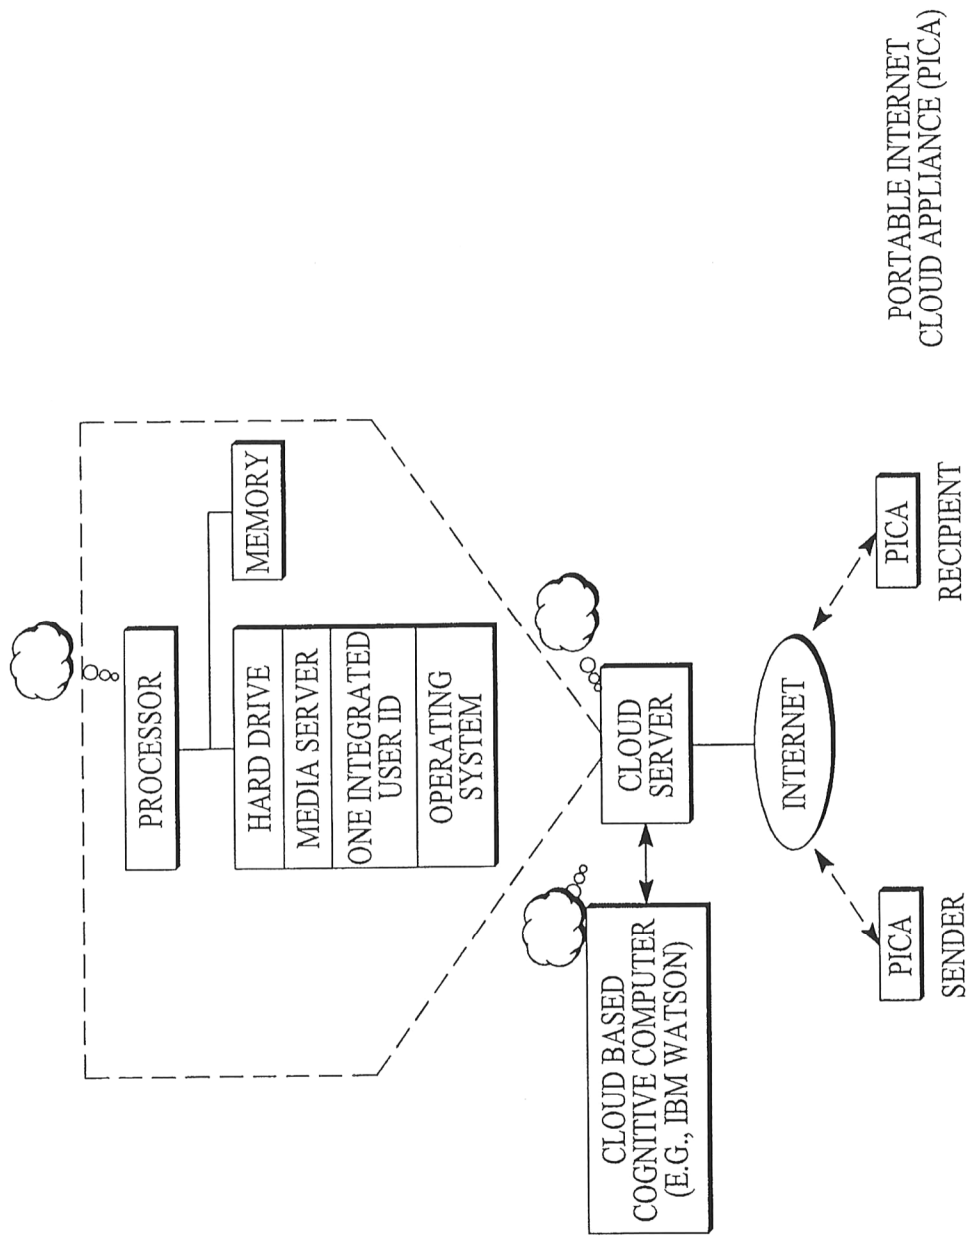 PROCESSOR
MEMORY
HARD DRIVE
MEDIA SERVER
ONE INTEGRATED
USER ID
OPERATING
SYSTEM
CLOUD BASED
COGNITIVE COMPUTER
(E.G., IBM WATSON)
CLOUD
SERVER
INTERNET
PICA
SENDER
PICA
RECIPIENT
PORTABLE INTERNET
CLOUD APPLIANCE (PICA)